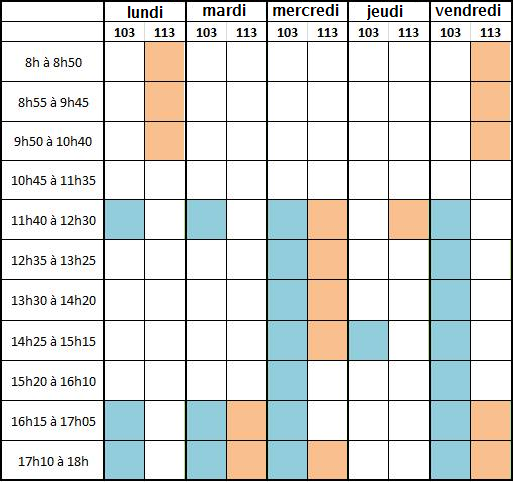 lundi mardi mercredi jeudi vendredi
103 113 103 113 103 113 103 113 103 113
8h à 8h50
8h55 à 9h45
9h50 à 10h40
10h45 à 11h35
11h40 à 12h30
12h35 à 13h25
13h30 à 14h20
14h25 à 15h15
15h20 à 16h10
16h15 à 17h05
17h10 à 18h